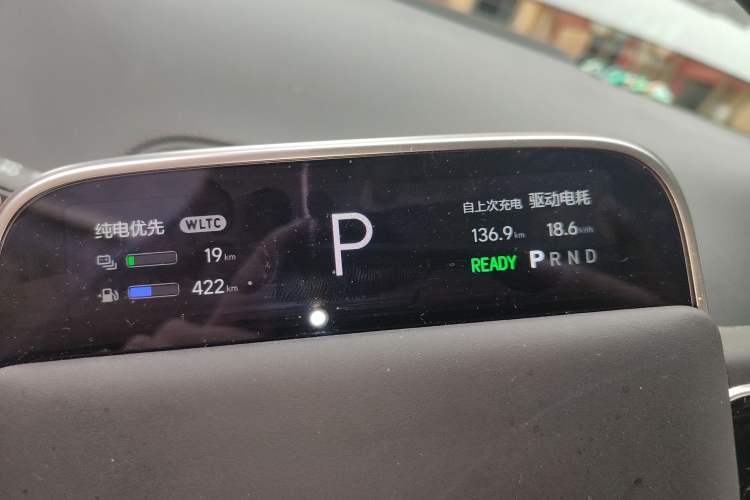 纯电优先 WLTC
19 km
422 km
P
自上次充电 驱动电耗
136.9 km 18.6 kWh
READY P R N D